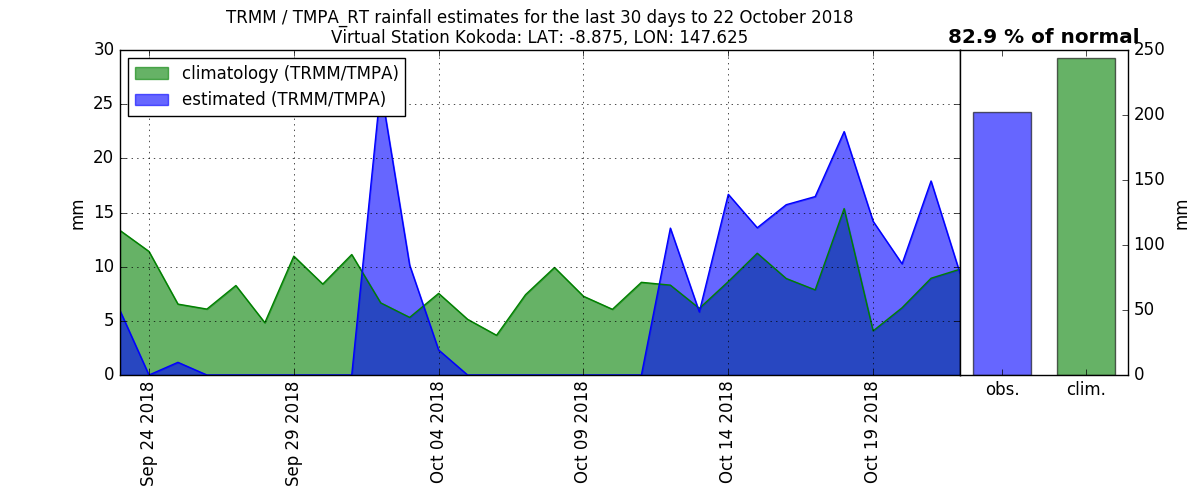 TRMM / TMPA_RT rainfall estimates for the last 30 days to 22 October 2018
Virtual Station Kokoda: LAT: -8.875, LON: 147.625
82.9 % of normal
climatology (TRMM/TMPA)
estimated (TRMM/TMPA)
30
25
20
15
10
5
0
mm
Sep 24 2018
Sep 29 2018
Oct 04 2018
Oct 09 2018
Oct 14 2018
Oct 19 2018
250
200
150
100
50
0
mm
obs.
clim.